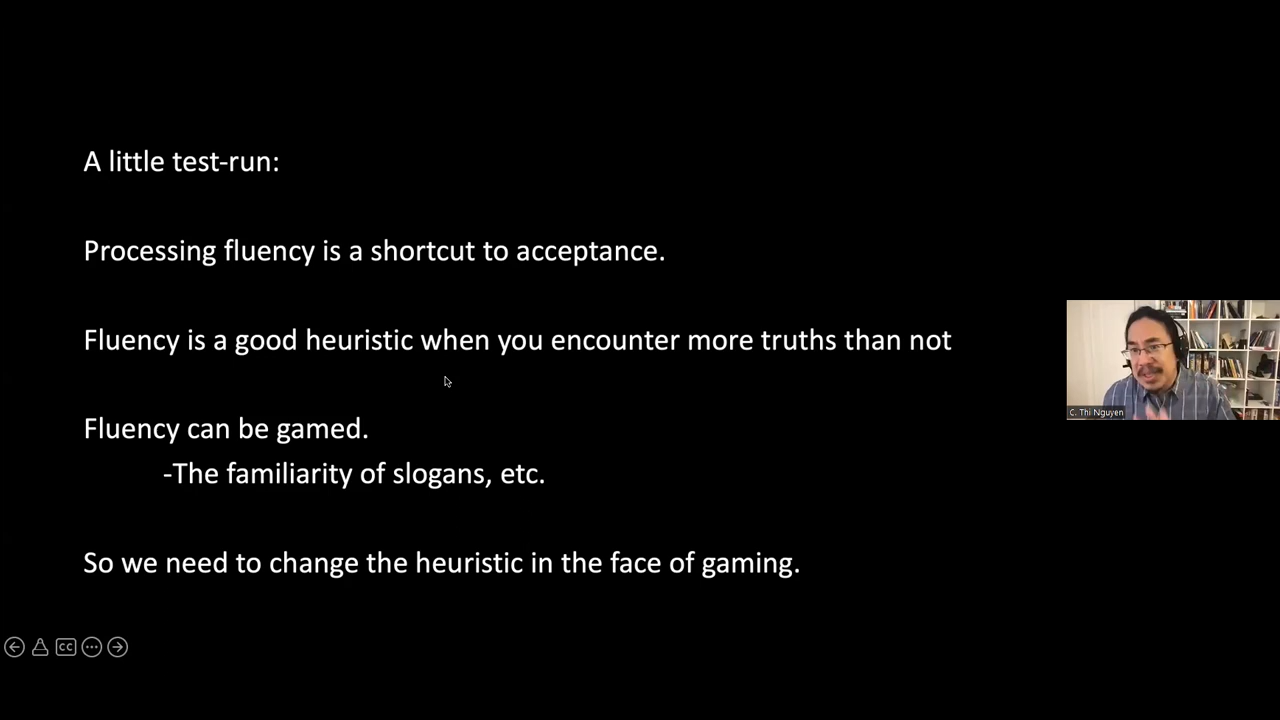 A little test-run:
Processing fluency is a shortcut to acceptance.
Fluency is a good heuristic when you encounter more truths than not
C. Thi Nguyen
Fluency can be gamed.
-The familiarity of slogans, etc.
So we need to change the heuristic in the face of gaming.
CC